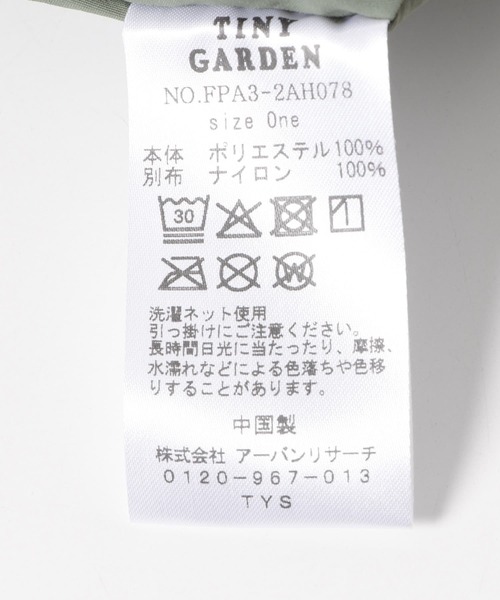 TINY
GARDEN
NO.FPA3-2AH078
size One
本体 ポリエステル100%
別布 ナイロン 100%
30
W
洗濯ネット使用
引っ掛けにご注意ください。
長時間日光に当たったり、摩擦、
水濡れなどによる色落ちや色移
りすることがあります。
中国製
株式会社 アーバンリサーチ
0120-967-013
TYS